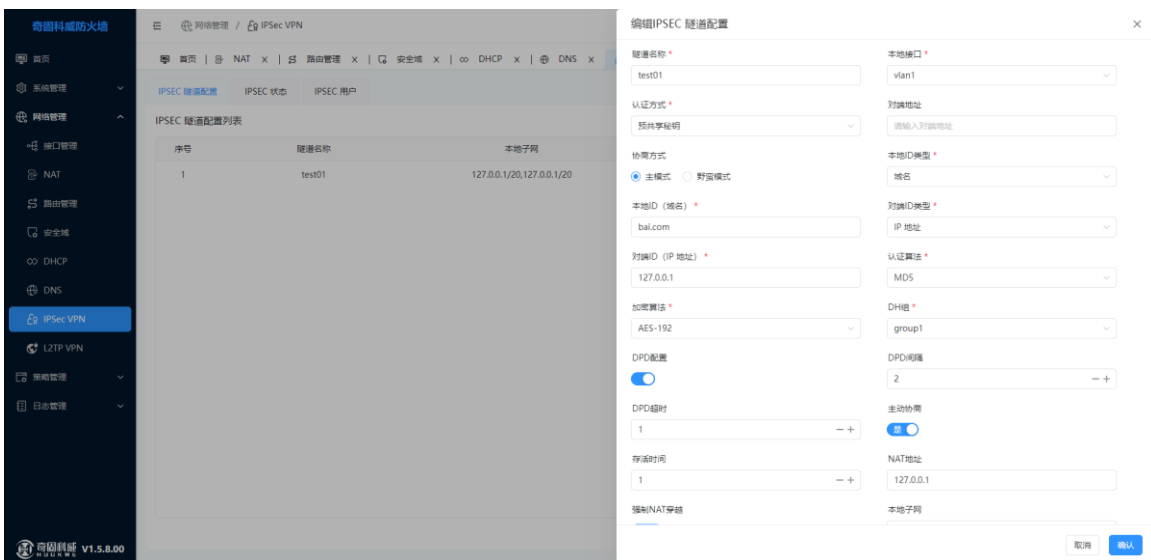 奇固科威防火墙
网络管理 / IPSec VPN
首页 | NAT × | 路由管理 × | 安全域 × | DHCP × | DNS ×
首页
系统管理
网络管理
接口管理
NAT
路由管理
安全域
DHCP
DNS
IPSec VPN
L2TP VPN
策略管理
日志管理
奇固科威 V1.5.8.00
IPSEC 隧道配置 IPSEC 状态 IPSEC 用户
IPSEC 隧道配置列表
序号 隧道名称 本地子网
1 test01 127.0.0.1/20,127.0.0.1/20
编辑IPSEC 隧道配置 ×
隧道名称 * 本地接口 *
test01 vlan1
认证方式 * 对端地址
预共享秘钥 请输入对端地址
协商方式 本地ID类型 *
主模式 野蛮模式 域名
本地ID（域名） * 对端ID类型 *
bai.com IP 地址
对端ID（IP 地址） * 认证算法 *
127.0.0.1 MD5
加密算法 * DH组 *
AES-192 group1
DPD配置 DPD间隔
2 − +
DPD超时 主动协商
1 − + 是
存活时间 NAT地址
1 − + 127.0.0.1
强制NAT穿越 本地子网
取消 确认